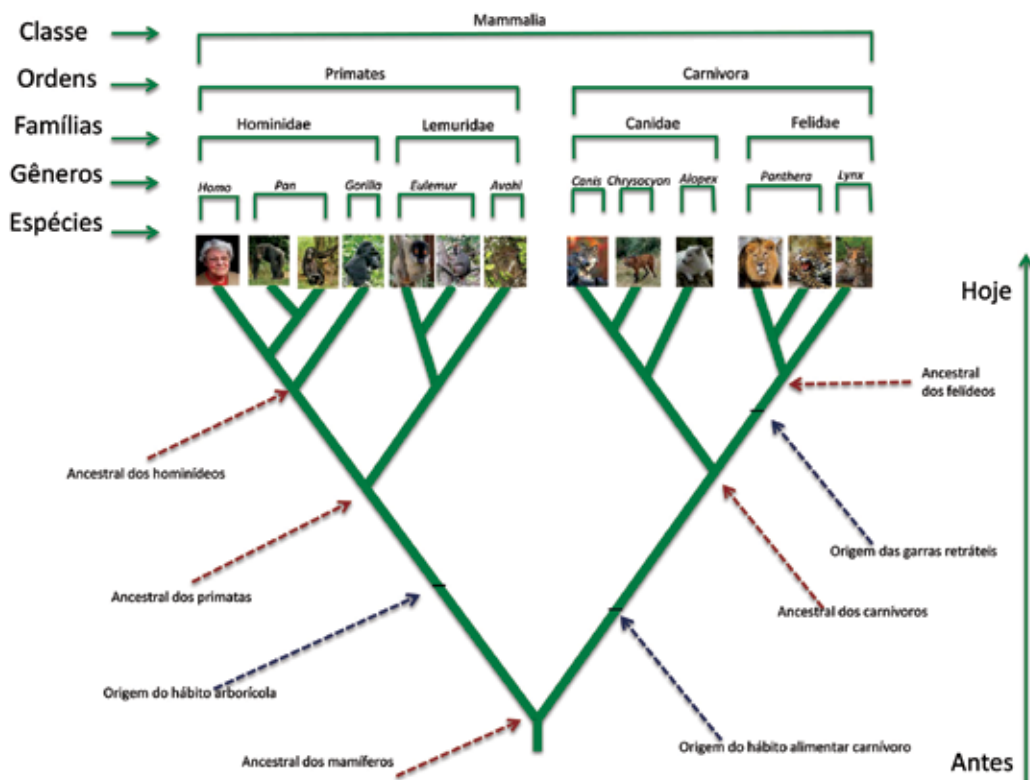 Classe
Mammalia
Ordens
Primates
Carnivora
Famílias
Hominidae
Lemuridae
Canidae
Felidae
Gêneros
Homo
Pan
Gorilla
Eulemur
Avahi
Canis
Chrysocyon
Alopex
Panthera
Lynx
Espécies
Hoje
Ancestral
dos felídeos
Ancestral dos hominídeos
Origem das garras retráteis
Ancestral dos primatas
Ancestral dos carnívoros
Origem do hábito arborícola
Origem do hábito alimentar carnívoro
Ancestral dos mamíferos
Antes